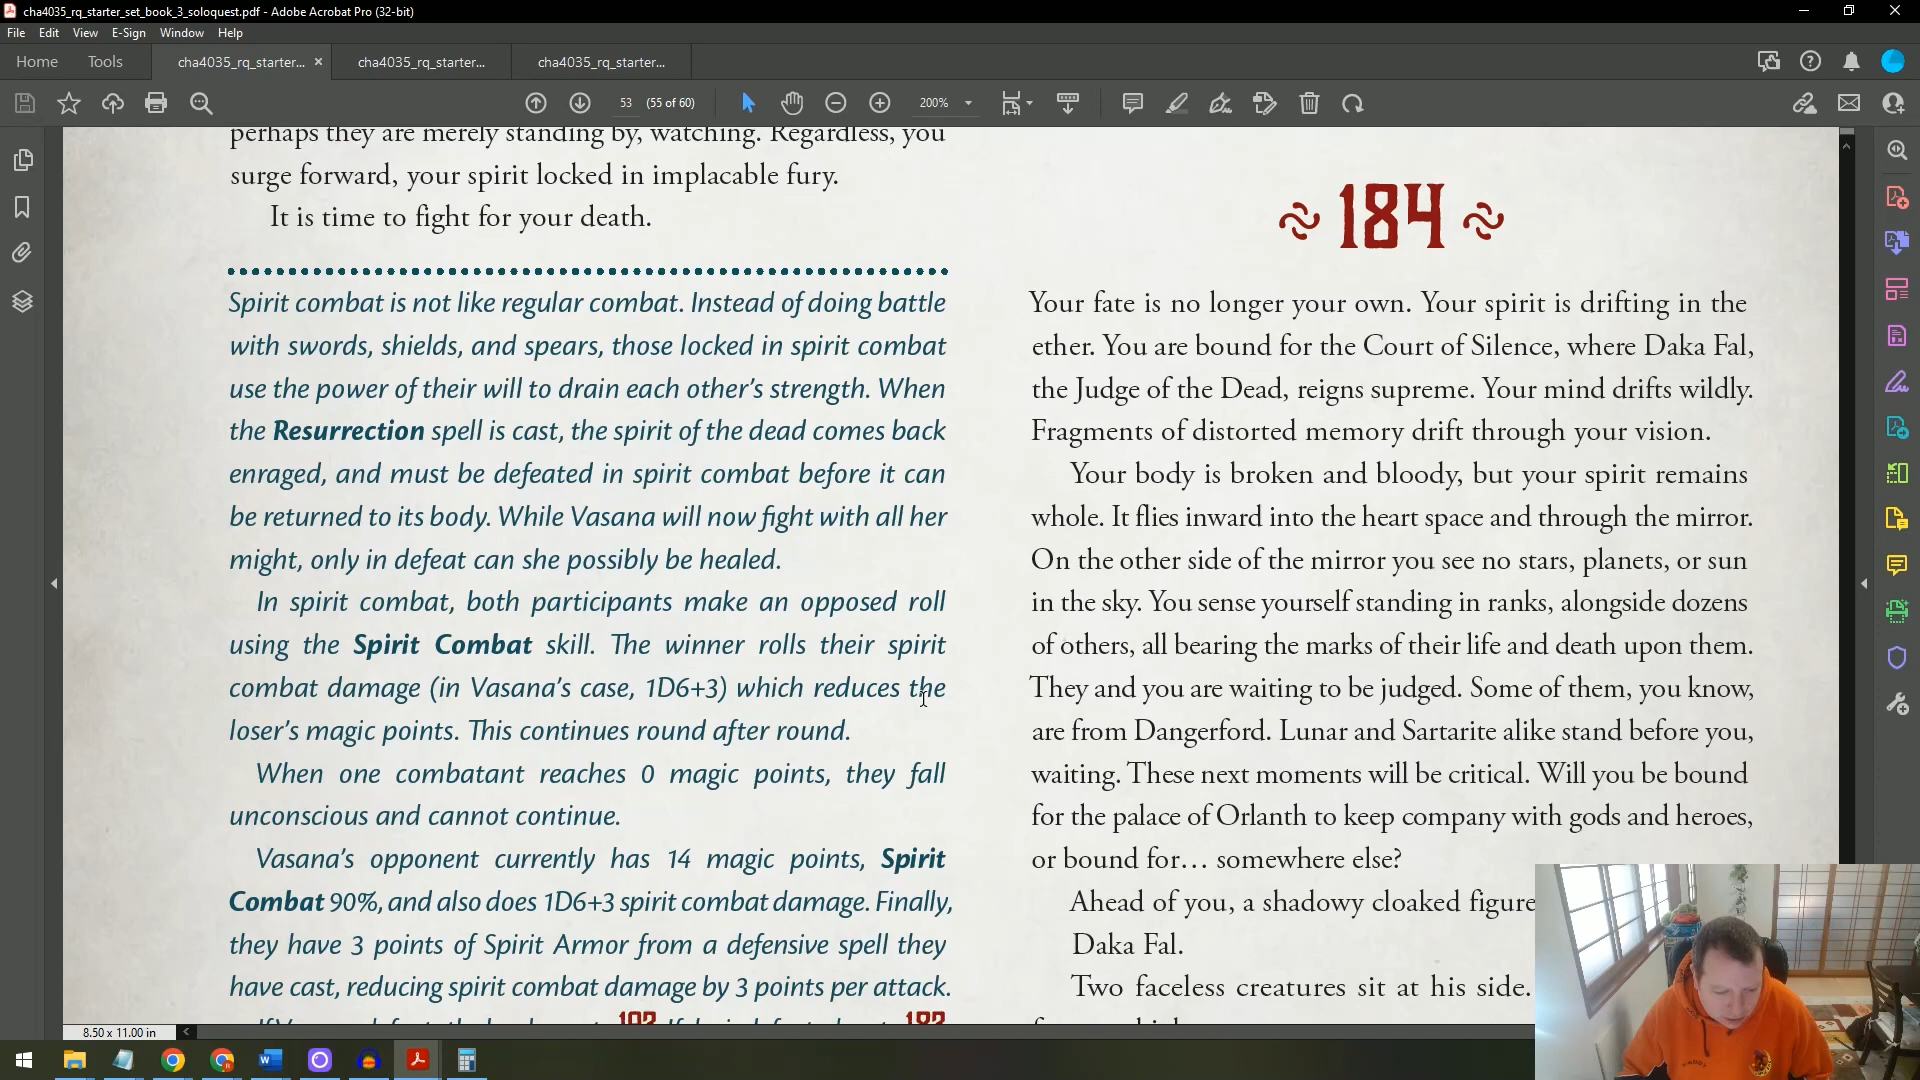 cha4035_rq_starter_set_book_3_soloquest.pdf - Adobe Acrobat Pro (32-bit)
File Edit View E-Sign Window Help
Home Tools cha4035_rq_starter... × cha4035_rq_starter... cha4035_rq_starter...
53 (55 of 60) 200%
perhaps they are merely standing by, watching. Regardless, you
surge forward, your spirit locked in implacable fury.
It is time to fight for your death.
Spirit combat is not like regular combat. Instead of doing battle
with swords, shields, and spears, those locked in spirit combat
use the power of their will to drain each other's strength. When
the Resurrection spell is cast, the spirit of the dead comes back
enraged, and must be defeated in spirit combat before it can
be returned to its body. While Vasana will now fight with all her
might, only in defeat can she possibly be healed.
In spirit combat, both participants make an opposed roll
using the Spirit Combat skill. The winner rolls their spirit
combat damage (in Vasana's case, 1D6+3) which reduces the
loser's magic points. This continues round after round.
When one combatant reaches 0 magic points, they fall
unconscious and cannot continue.
Vasana's opponent currently has 14 magic points, Spirit
Combat 90%, and also does 1D6+3 spirit combat damage. Finally,
they have 3 points of Spirit Armor from a defensive spell they
have cast, reducing spirit combat damage by 3 points per attack.
184
Your fate is no longer your own. Your spirit is drifting in the
ether. You are bound for the Court of Silence, where Daka Fal,
the Judge of the Dead, reigns supreme. Your mind drifts wildly.
Fragments of distorted memory drift through your vision.
Your body is broken and bloody, but your spirit remains
whole. It flies inward into the heart space and through the mirror.
On the other side of the mirror you see no stars, planets, or sun
in the sky. You sense yourself standing in ranks, alongside dozens
of others, all bearing the marks of their life and death upon them.
They and you are waiting to be judged. Some of them, you know,
are from Dangerford. Lunar and Sartarite alike stand before you,
waiting. These next moments will be critical. Will you be bound
for the palace of Orlanth to keep company with gods and heroes,
or bound for… somewhere else?
Ahead of you, a shadowy cloaked figure
Daka Fal.
Two faceless creatures sit at his side.
8.50 x 11.00 in